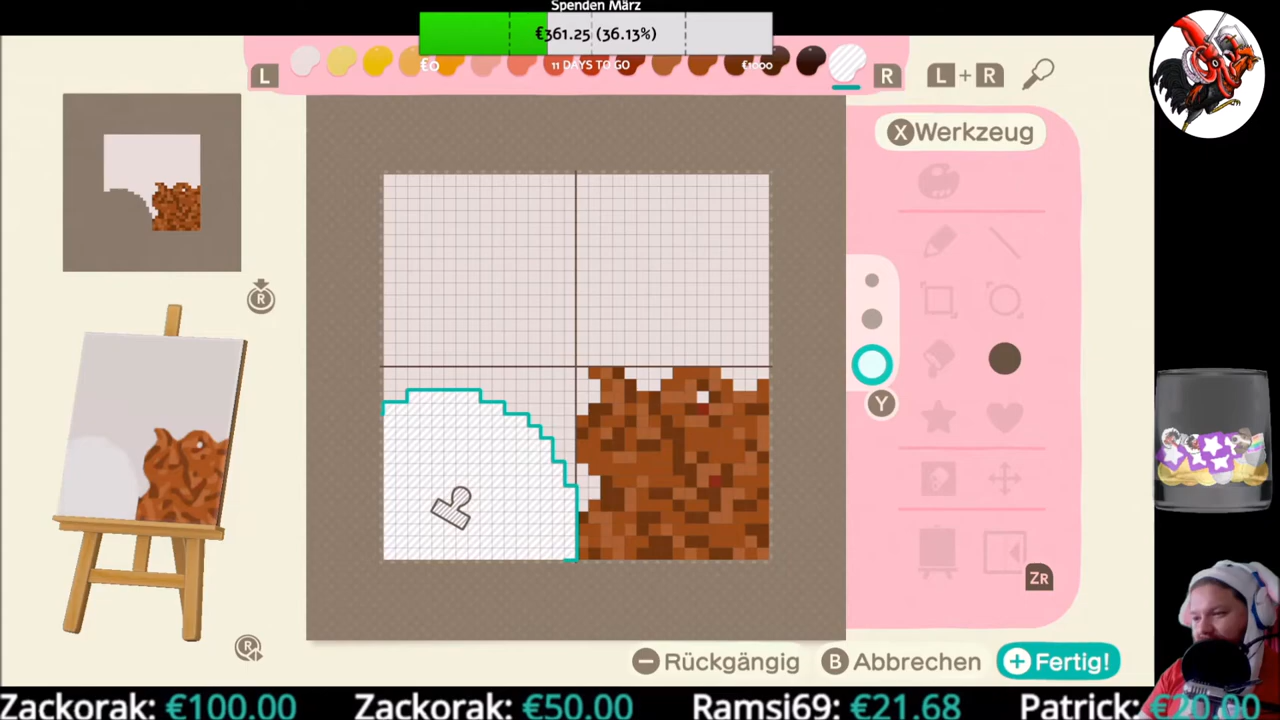 Spenden März
€361.25 (36.13%)
€0
11 DAYS TO GO
€1000
L
R
L + R
X Werkzeug
R
Y
ZR
R
Rückgängig
B Abbrechen
Fertig!
Zackorak: €100.00 Zackorak: €50.00 Ramsi69: €21.68 Patrick: €20.00